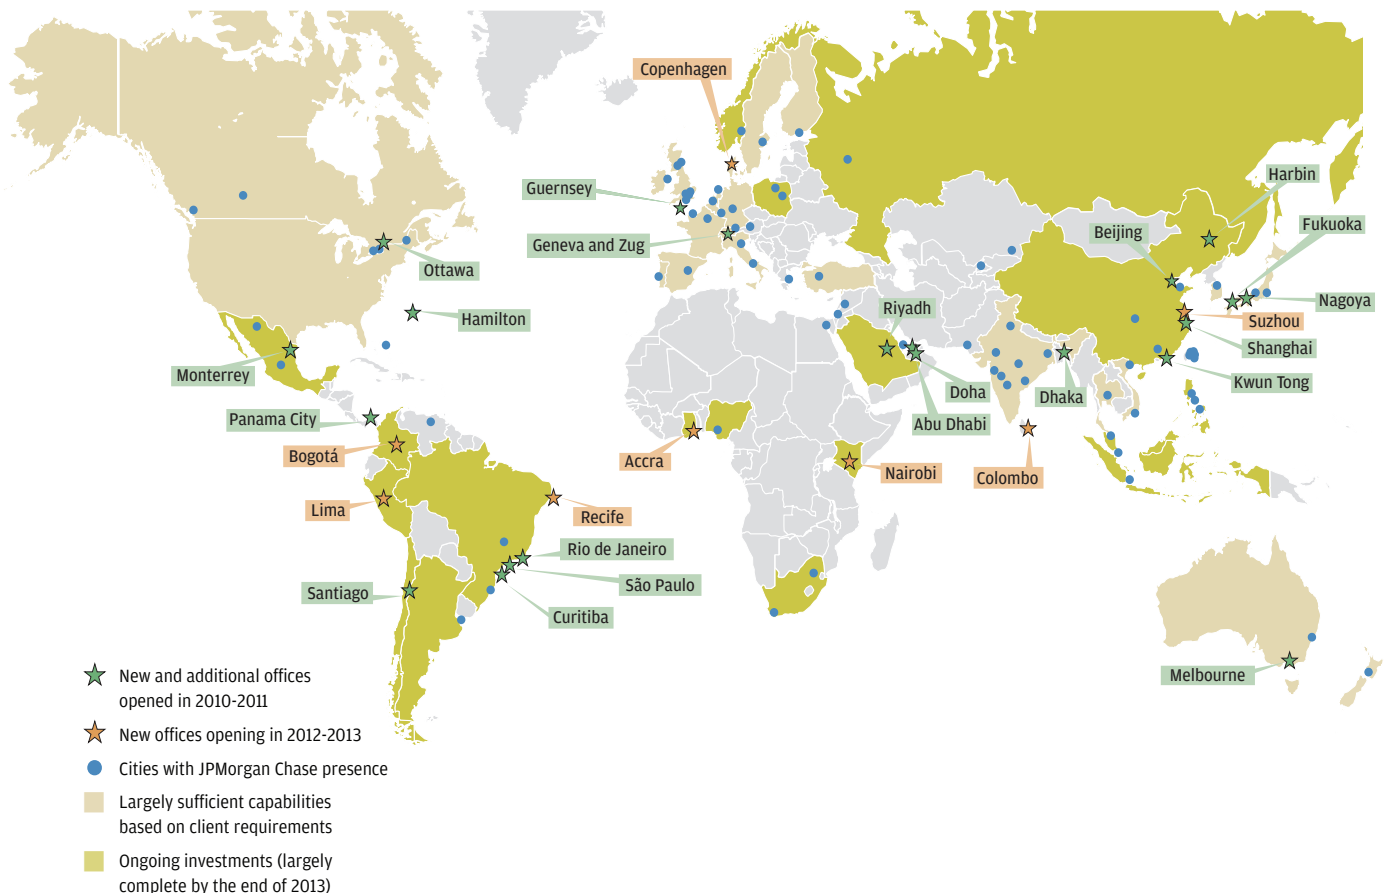 Copenhagen
Guernsey
Harbin
Fukuoka
Beijing
Geneva and Zug
Ottawa
Nagoya
Riyadh
Hamilton
Suzhou
Shanghai
Monterrey
Kwun Tong
Doha
Dhaka
Panama City
Abu Dhabi
Bogotá
Accra
Nairobi
Colombo
Lima
Recife
Rio de Janeiro
São Paulo
Santiago
Curitiba
Melbourne
New and additional offices
opened in 2010-2011
New offices opening in 2012-2013
Cities with JPMorgan Chase presence
Largely sufficient capabilities
based on client requirements
Ongoing investments (largely
complete by the end of 2013)